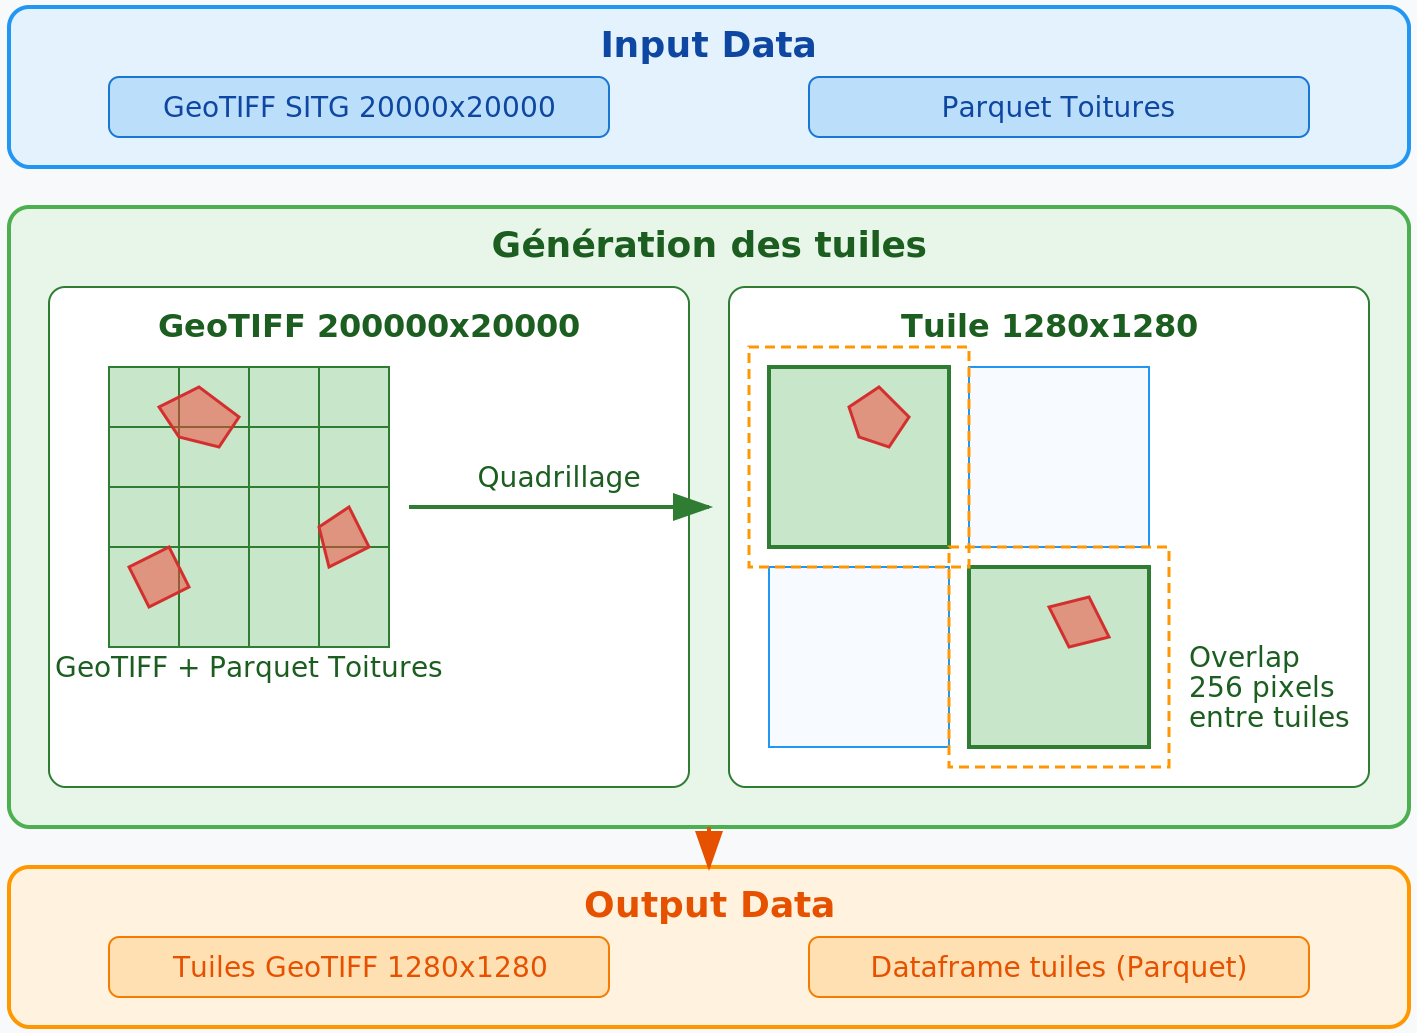 Input Data
GeoTIFF SITG 20000x20000
Parquet Toitures
Génération des tuiles
GeoTIFF 200000x20000
Quadrillage
GeoTIFF + Parquet Toitures
Tuile 1280x1280
Overlap
256 pixels
entre tuiles
Output Data
Tuiles GeoTIFF 1280x1280
Dataframe tuiles (Parquet)